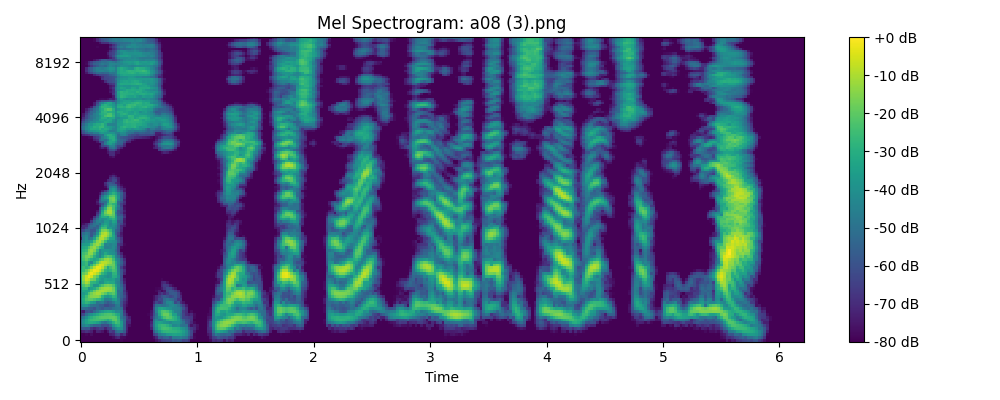 Mel Spectrogram: a08 (3).png
Hz
8192
4096
2048
1024
512
0
0 1 2 3 4 5 6
Time
+0 dB
-10 dB
-20 dB
-30 dB
-40 dB
-50 dB
-60 dB
-70 dB
-80 dB